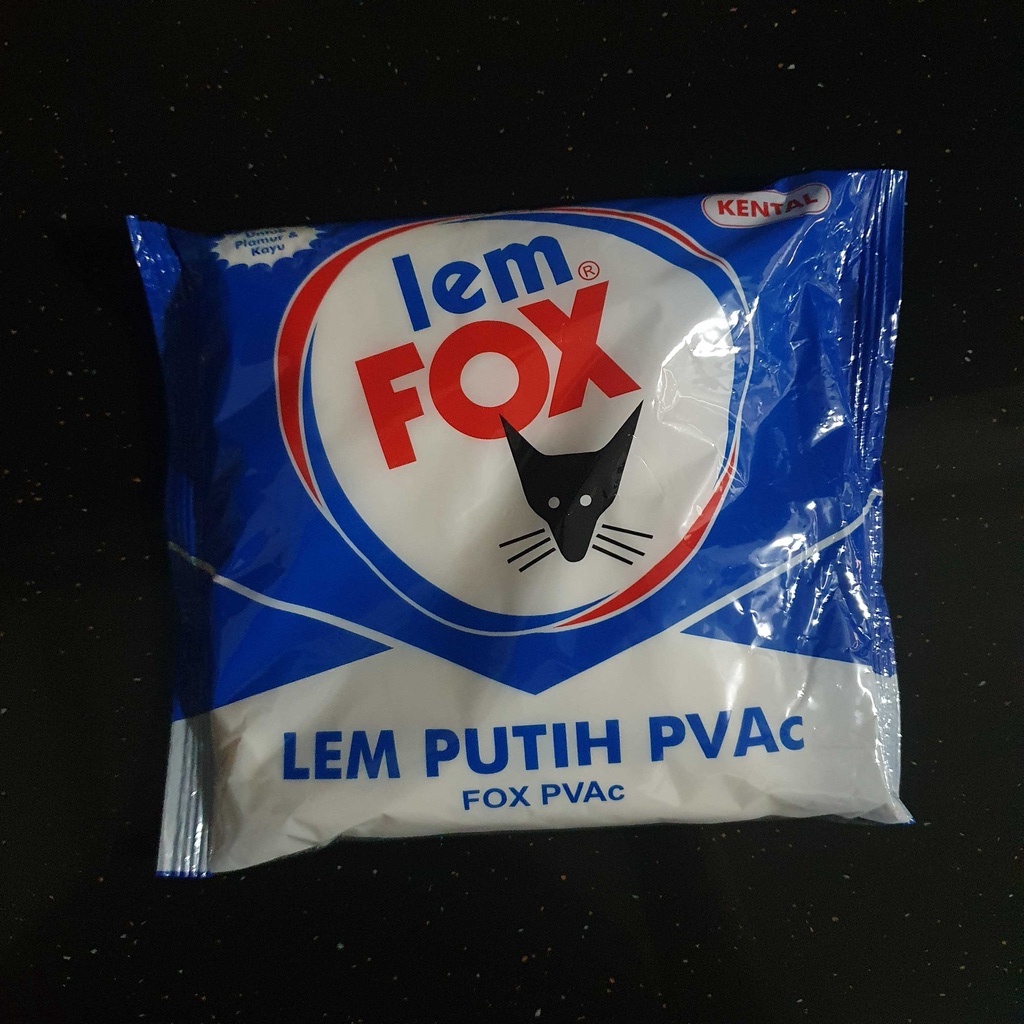 Untuk
Plamur &
Kayu
KENTAL
lem
FOX®
LEM PUTIH PVAc
FOX PVAc